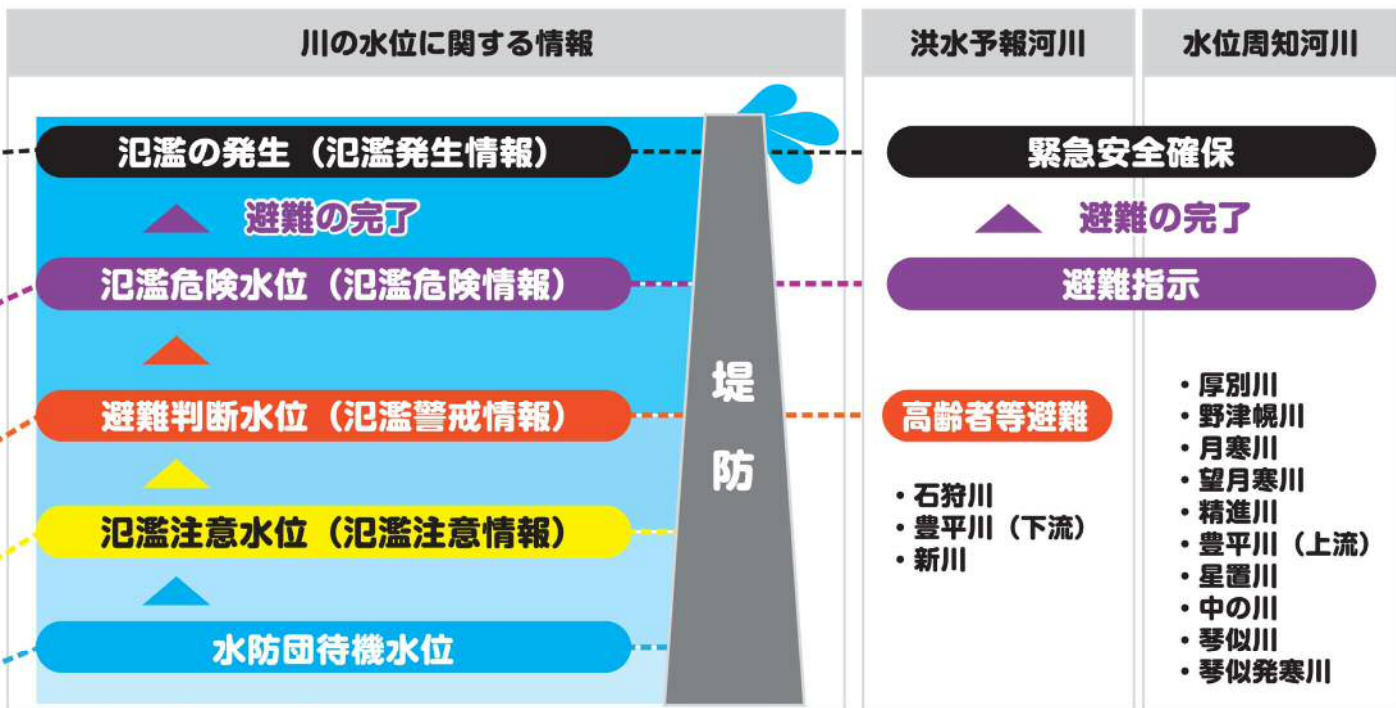 川の水位に関する情報
洪水予報河川
水位周知河川
氾濫の発生（氾濫発生情報）
緊急安全確保
避難の完了
避難の完了
氾濫危険水位（氾濫危険情報）
避難指示
避難判断水位（氾濫警戒情報）
高齢者等避難
氾濫注意水位（氾濫注意情報）
水防団待機水位
堤防
・石狩川
・豊平川（下流）
・新川
・厚別川
・野津幌川
・月寒川
・望月寒川
・精進川
・豊平川（上流）
・星置川
・中の川
・琴似川
・琴似発寒川